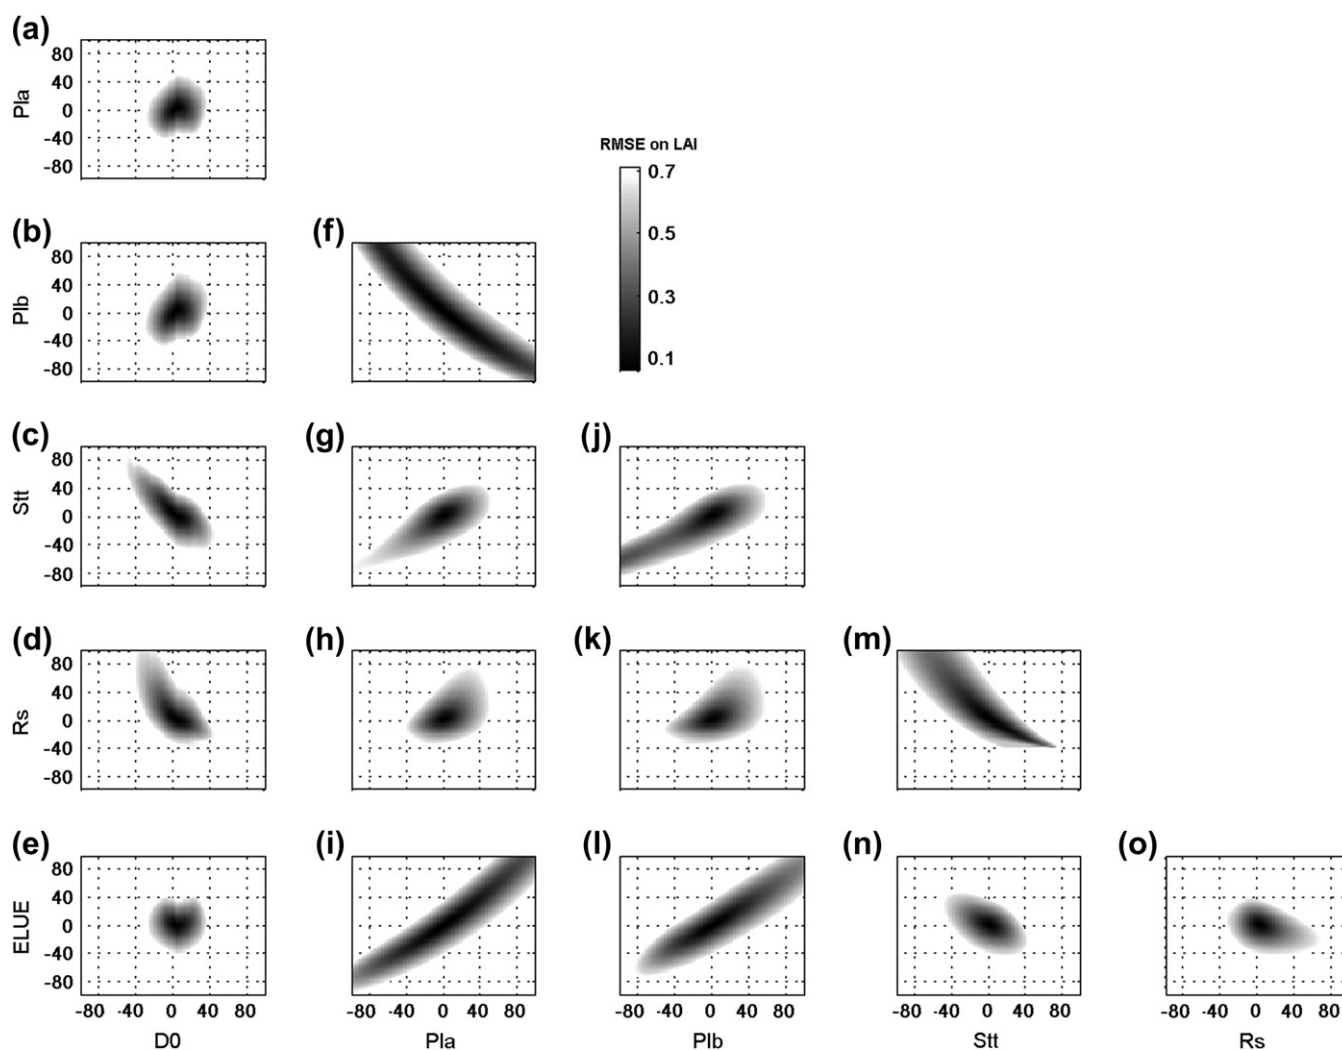 (a)
Pla
80
40
0
-40
-80
RMSE on LAI
0.7
0.5
0.3
0.1
(b)
Plb
80
40
0
-40
-80
(f)
(c)
Stt
80
40
0
-40
-80
(g)
(j)
(d)
Rs
80
40
0
-40
-80
(h)
(k)
(m)
(e)
ELUE
80
40
0
-40
-80
(i)
(l)
(n)
(o)
-80 -40 0 40 80
-80 -40 0 40 80
-80 -40 0 40 80
-80 -40 0 40 80
-80 -40 0 40 80
D0
Pla
Plb
Stt
Rs